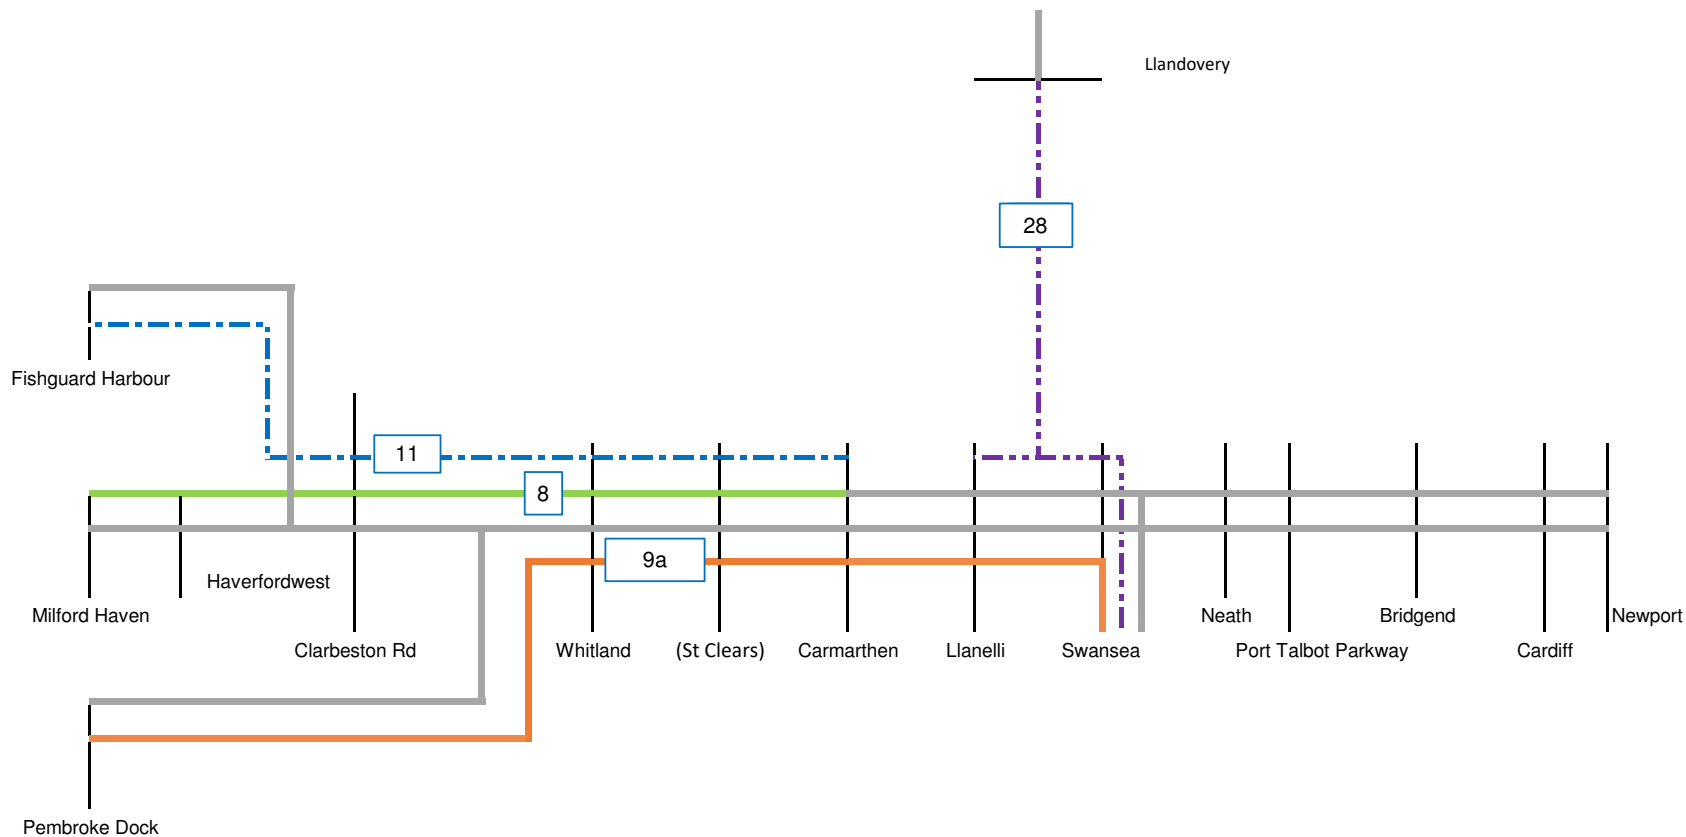 Llandovery
28
Fishguard Harbour
11
8
9a
Haverfordwest
Milford Haven
Neath
Bridgend
Newport
Clarbeston Rd
Whitland
(St Clears)
Carmarthen
Llanelli
Swansea
Port Talbot Parkway
Cardiff
Pembroke Dock